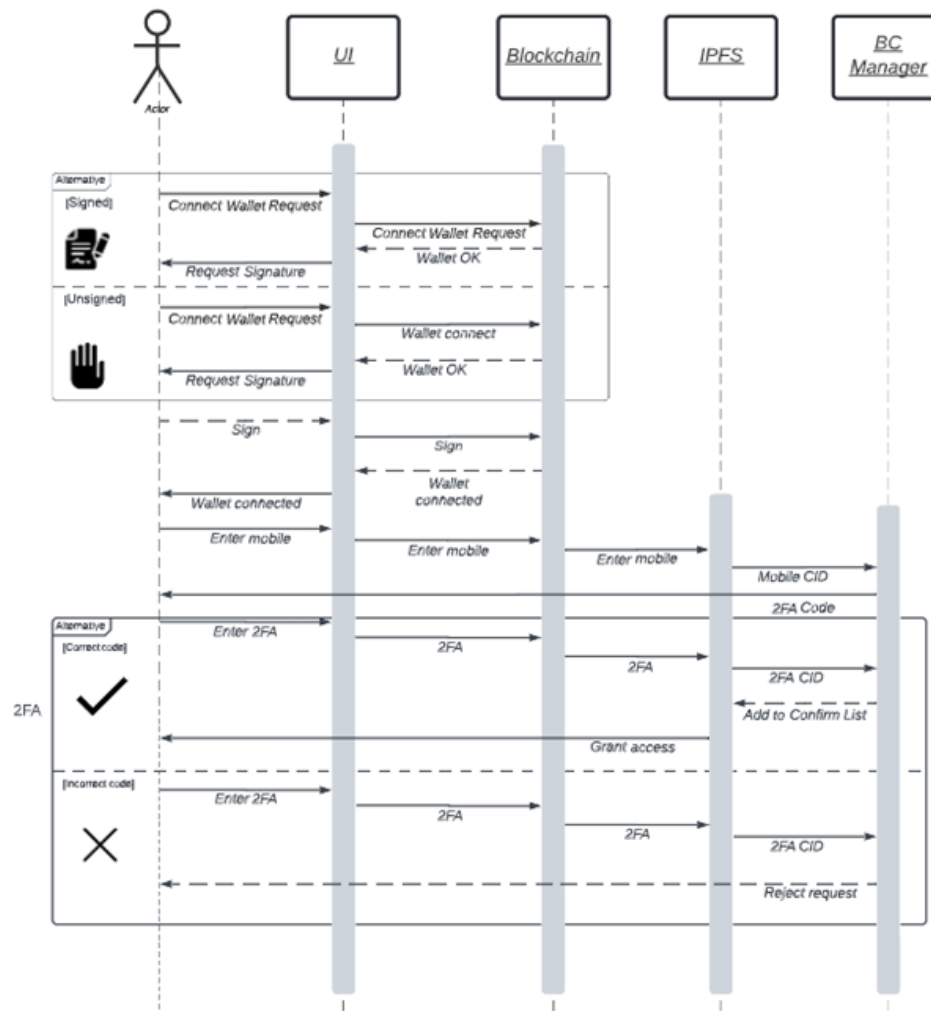 UI
Blockchain
IPFS
BC
Manager
Actor
Alternative
[Signed]
Connect Wallet Request
Connect Wallet Request
Wallet OK
Request Signature
[Unsigned]
Connect Wallet Request
Wallet connect
Wallet OK
Request Signature
Sign
Sign
Wallet
connected
Wallet connected
Enter mobile
Enter mobile
Enter mobile
Mobile CID
2FA Code
Alternative
Enter 2FA
[Correct code]
2FA
2FA
2FA CID
2FA
Add to Confirm List
Grant access
[Incorrect code]
Enter 2FA
2FA
2FA
2FA CID
Reject request